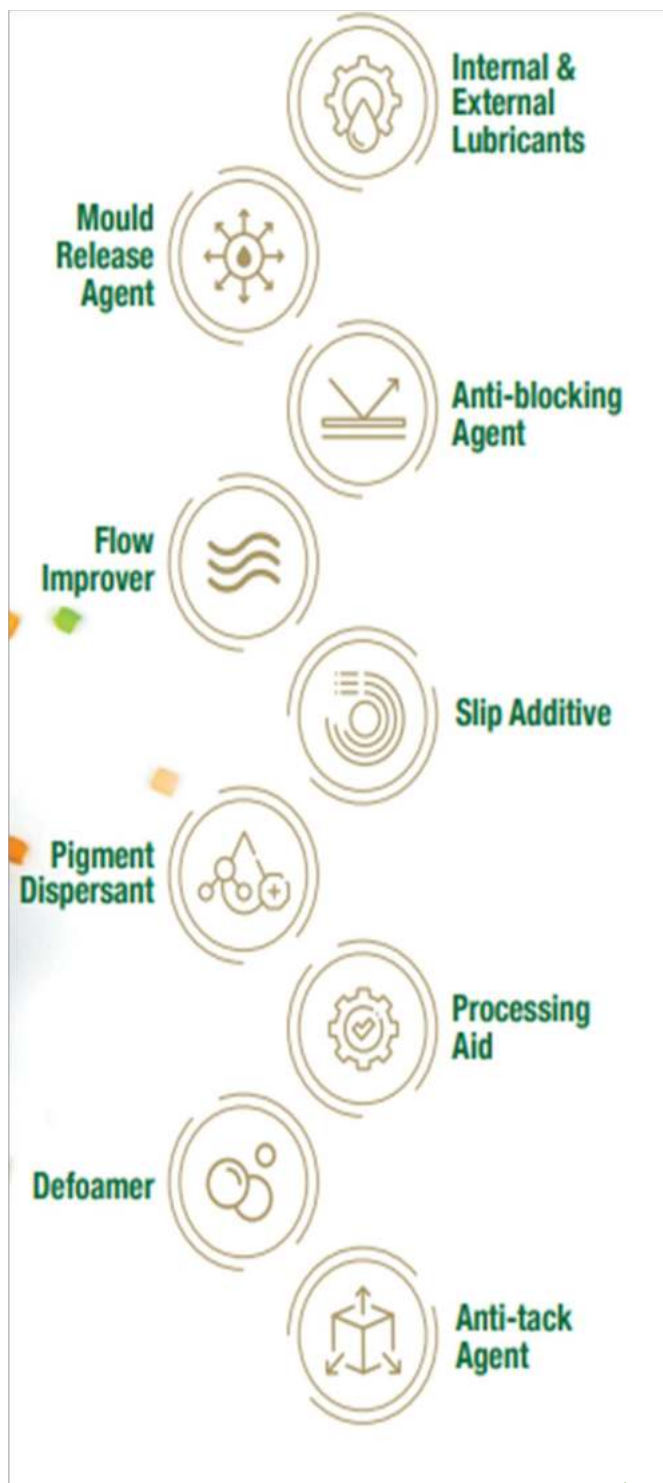 Internal &
External
Lubricants
Mould
Release
Agent
Anti-blocking
Agent
Flow
Improver
Slip Additive
Pigment
Dispersant
Processing
Aid
Defoamer
Anti-tack
Agent